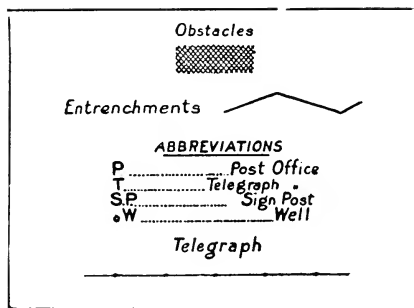 Obstacles
Entrenchments
ABBREVIATIONS
P ..................... Post Office
T ..................... Telegraph "
S.P. ..................... Sign Post
.W ..................... Well
Telegraph